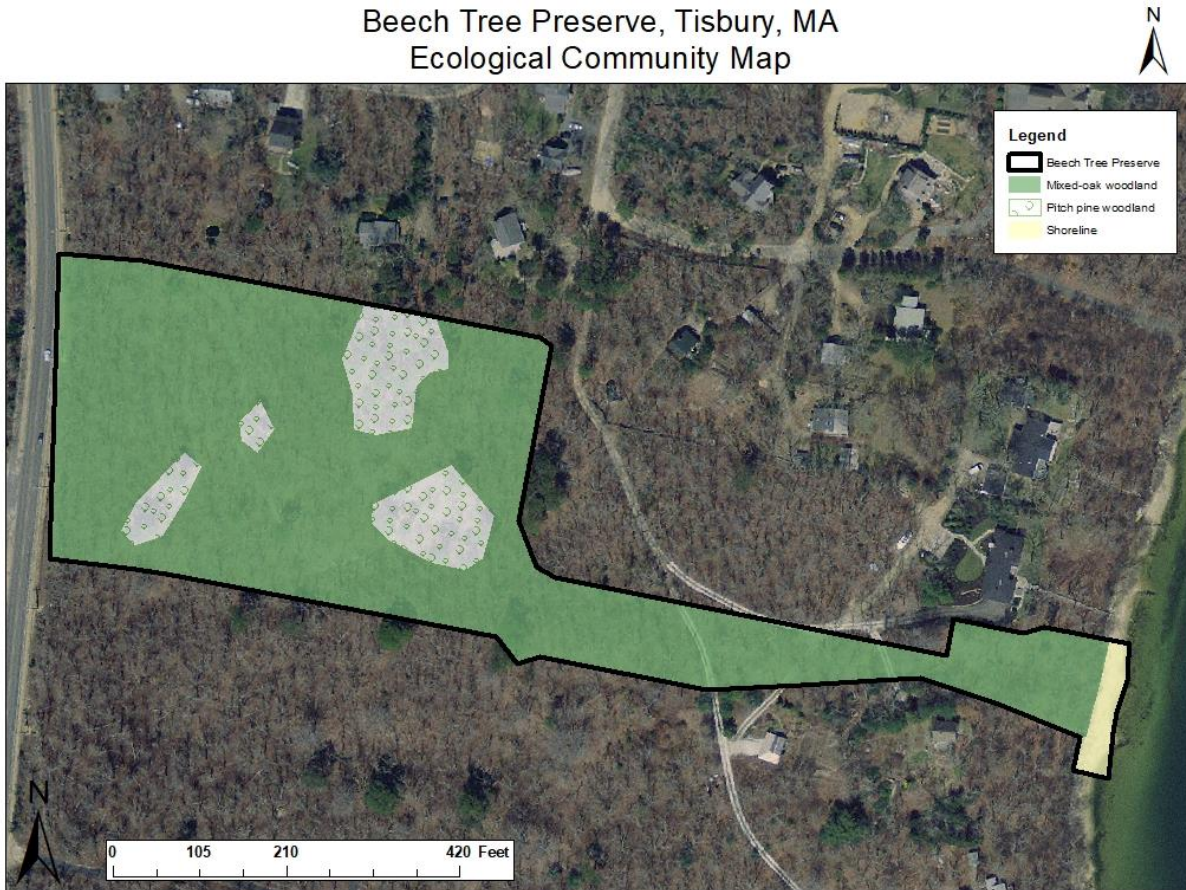 Beech Tree Preserve, Tisbury, MA
Ecological Community Map
N
Legend
Beech Tree Preserve
Mixed-oak woodland
Pitch pine woodland
Shoreline
N
0 105 210 420 Feet